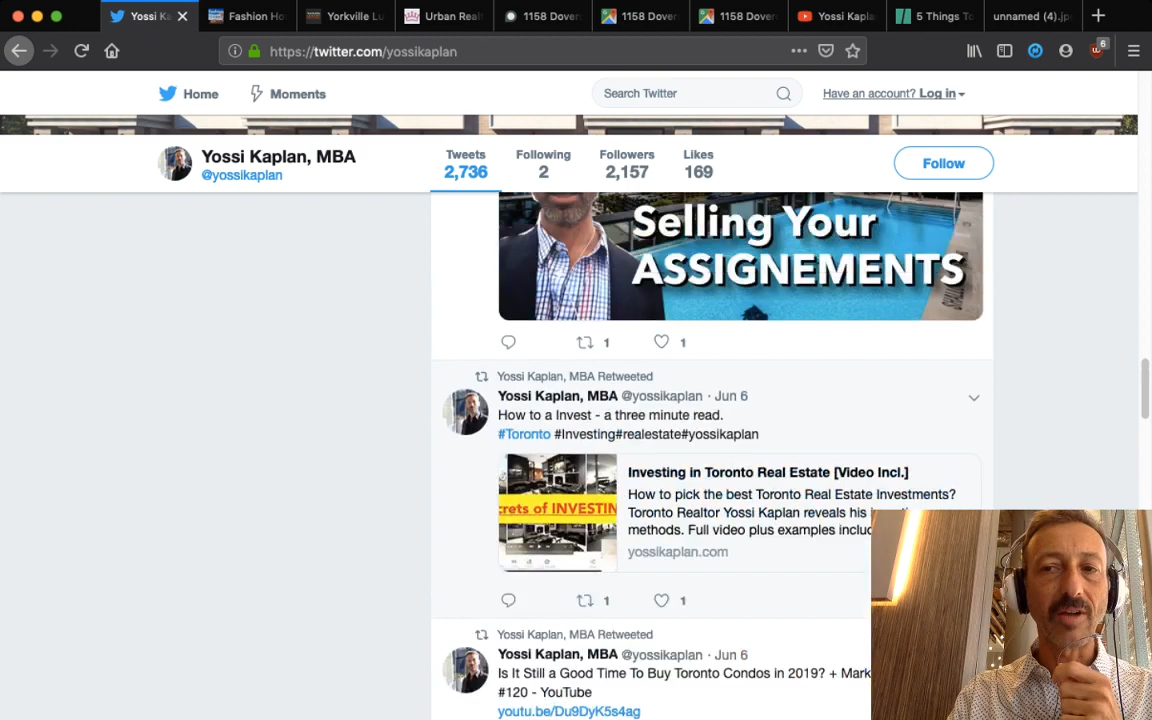 Yossi Ka
Fashion Ho
Yorkville Lu
Urban Real
1158 Dover
1158 Dover
1158 Dover
Yossi Kapla
5 Things To
unnamed (4).jp
https://twitter.com/yossikaplan
6
Home
Moments
Search Twitter
Have an account? Log in
Yossi Kaplan, MBA
@yossikaplan
Tweets
2,736
Following
2
Followers
2,157
Likes
169
Follow
Selling Your
ASSIGNEMENTS
1
1
Yossi Kaplan, MBA Retweeted
Yossi Kaplan, MBA @yossikaplan · Jun 6
How to a Invest - a three minute read.
#Toronto #Investing#realestate#yossikaplan
crets of INVESTIN
Investing in Toronto Real Estate [Video Incl.]
How to pick the best Toronto Real Estate Investments?
Toronto Realtor Yossi Kaplan reveals his
methods. Full video plus examples includ
yossikaplan.com
1
1
Yossi Kaplan, MBA Retweeted
Yossi Kaplan, MBA @yossikaplan · Jun 6
Is It Still a Good Time To Buy Toronto Condos in 2019? + Mark
#120 - YouTube
youtu.be/Du9DyK5s4ag